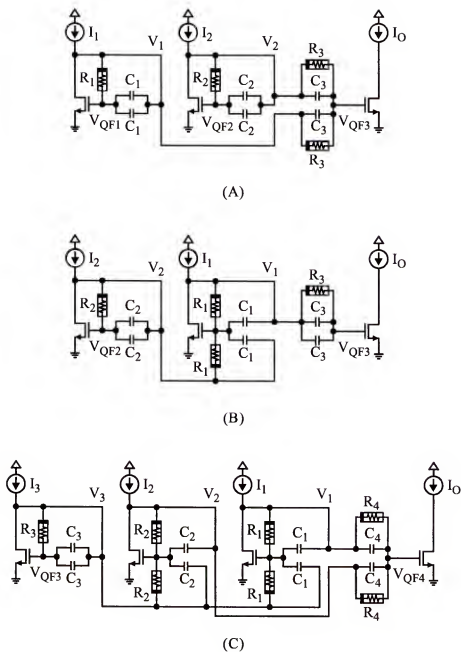 I1 V1 I2 V2 IO
R3
R1 C1 R2 C2 C3
C1 C2 C3
VQF1 VQF2 VQF3
R3
(A)
I2 V2 I1 V1 IO
R3
R2 C2 R1 C1 C3
C2 C1 C3
VQF2 VQF3
R1
(B)
I3 V3 I2 V2 I1 V1 IO
R4
R3 C3 R2 C2 R1 C1 C4
C3 C2 C1 C4
VQF3 VQF4
R2 R1 R4
(C)